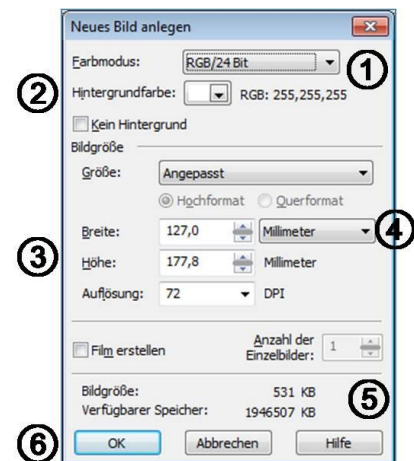 Neues Bild anlegen
Farbmodus: RGB/24 Bit 1
2 Hintergrundfarbe: RGB: 255,255,255
Kein Hintergrund
Bildgröße
Größe: Angepasst
Hochformat Querformat
Breite: 127,0 Millimeter 4
3 Höhe: 177,8 Millimeter
Auflösung: 72 DPI
Film erstellen Anzahl der Einzelbilder: 1
Bildgröße: 531 KB 5
Verfügbarer Speicher: 1946507 KB
6 OK Abbrechen Hilfe